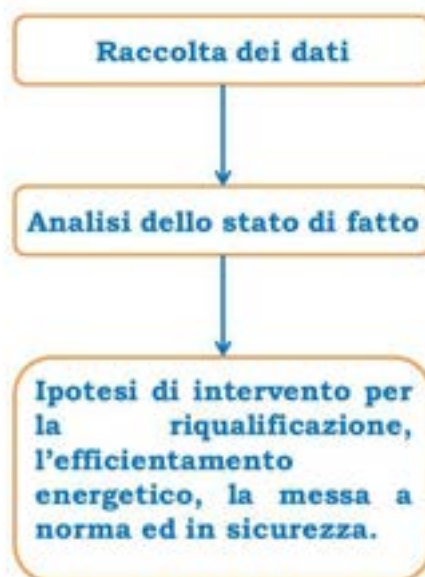 Raccolta dei dati
Analisi dello stato di fatto
Ipotesi di intervento per
la riqualificazione,
l'efficientamento
energetico, la messa a
norma ed in sicurezza.